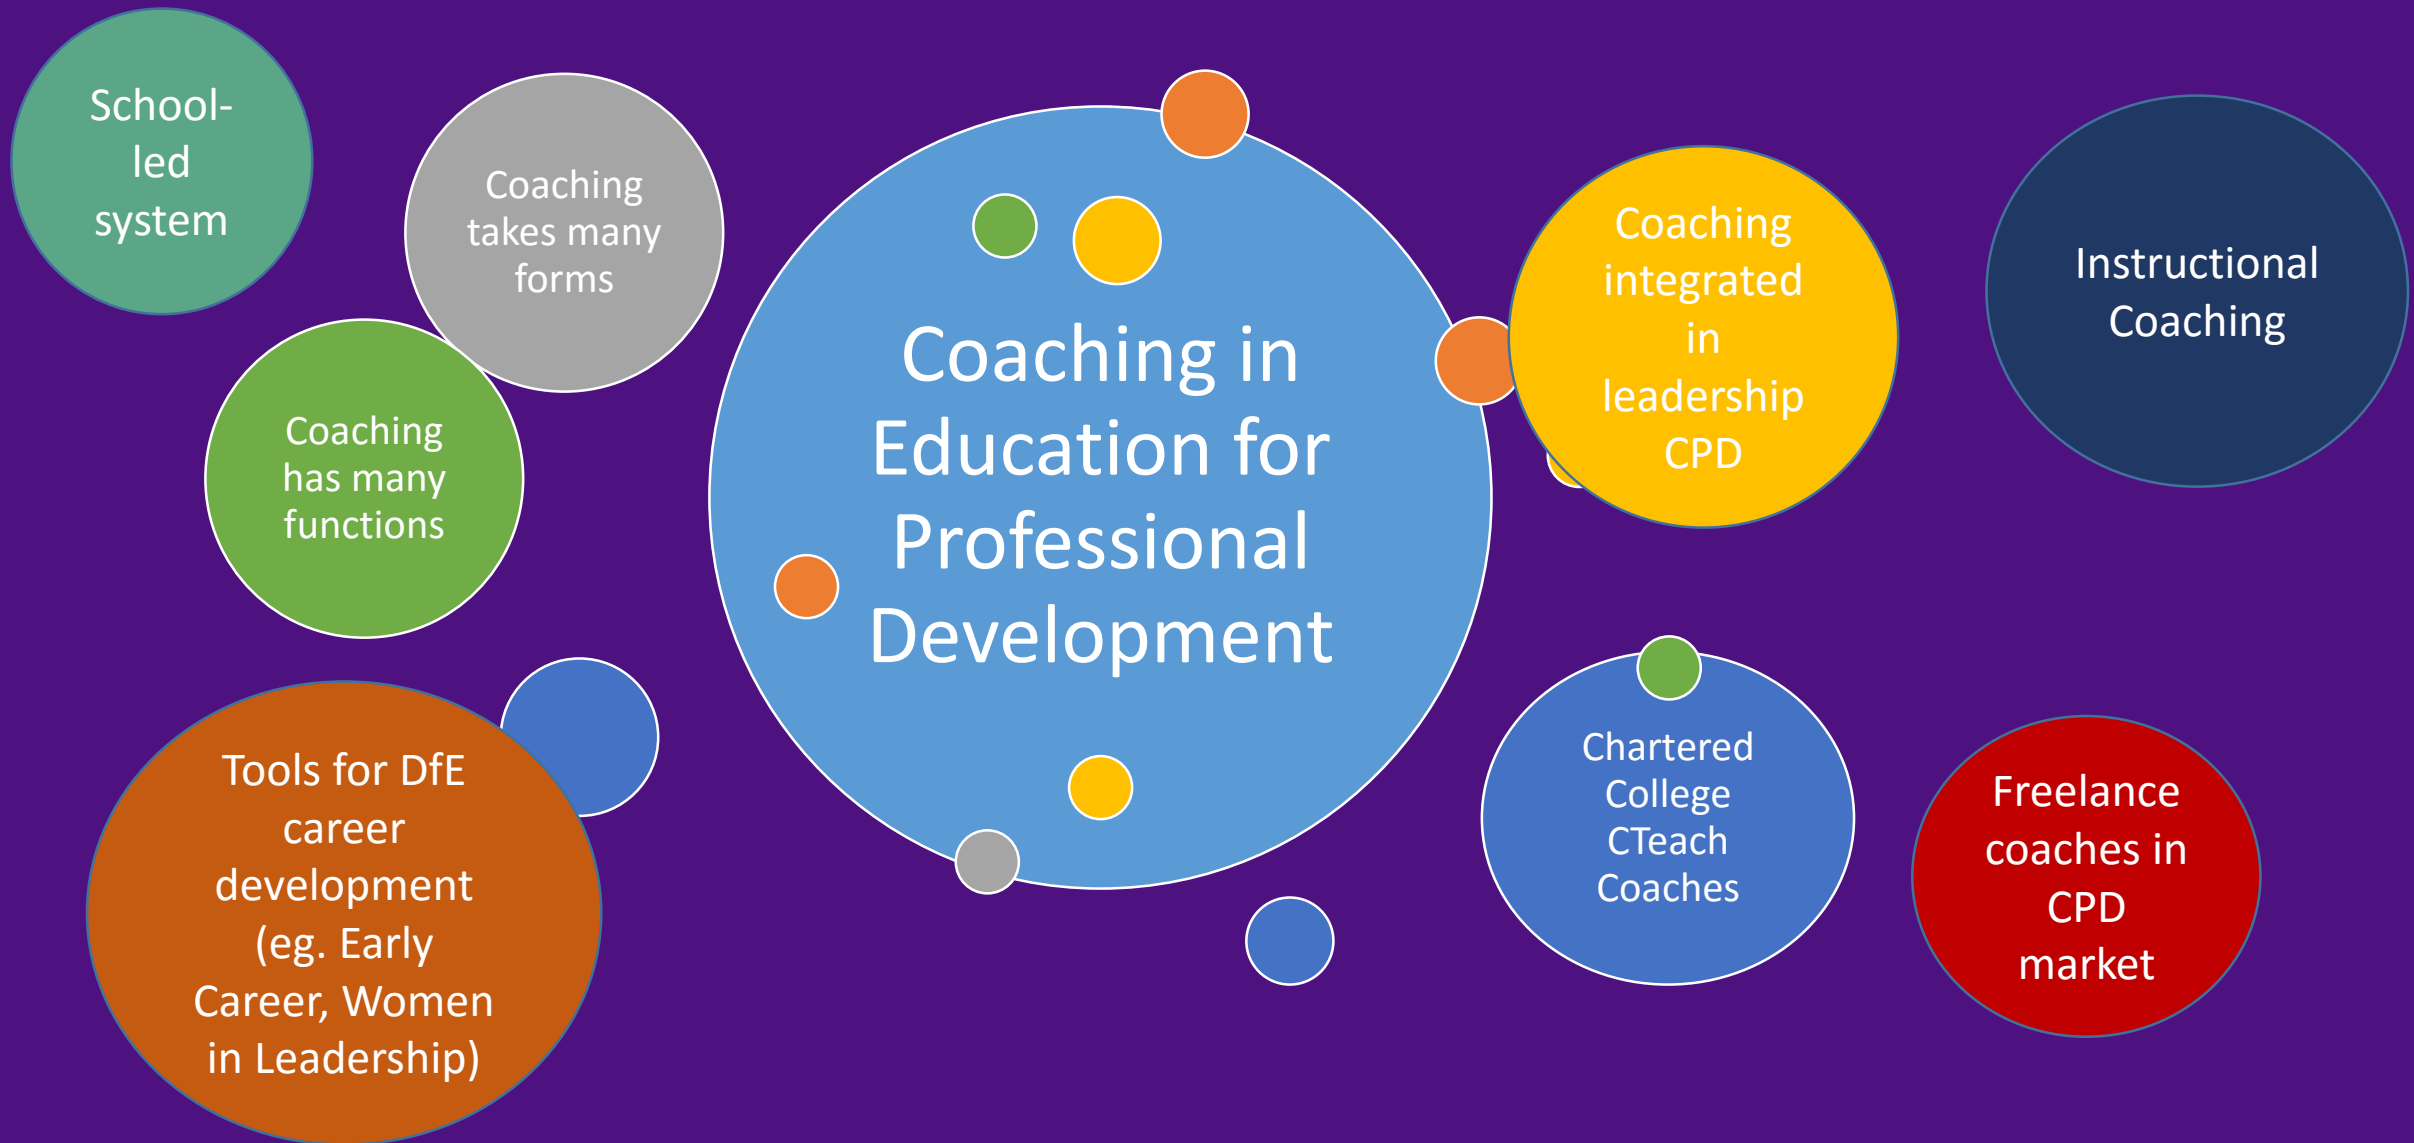 School-
led
system
Coaching
takes many
forms
Coaching
has many
functions
Tools for DfE
career
development
(eg. Early
Career, Women
in Leadership)
Coaching in
Education for
Professional
Development
Coaching
integrated
in
leadership
CPD
Instructional
Coaching
Chartered
College
CTeach
Coaches
Freelance
coaches in
CPD
market